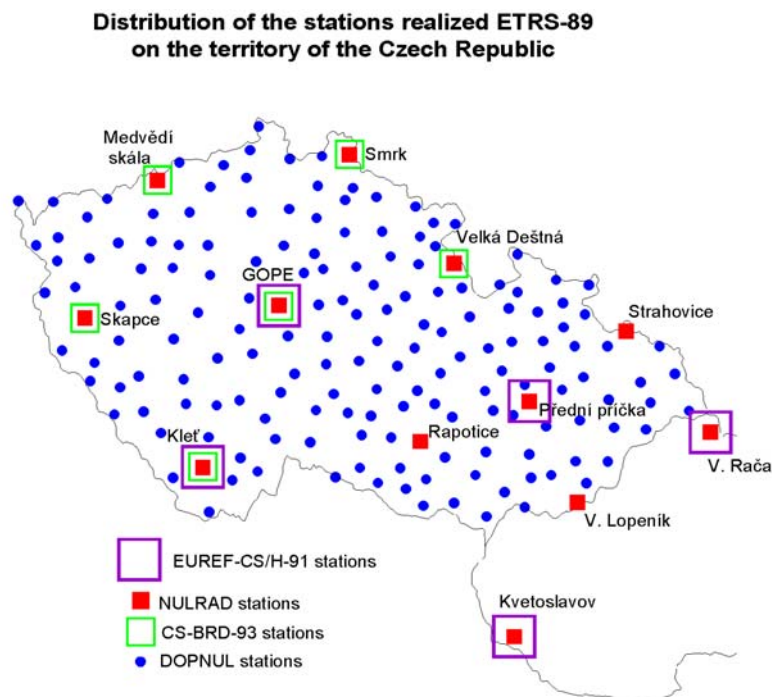 Distribution of the stations realized ETRS-89
on the territory of the Czech Republic
Medvědí
skála
Smrk
Velká Deštná
GOPE
Skapce
Strahovice
Přední příčka
Kleť
Rapotice
V. Rača
V. Lopeník
EUREF-CS/H-91 stations
Kvetoslavov
NULRAD stations
CS-BRD-93 stations
DOPNUL stations